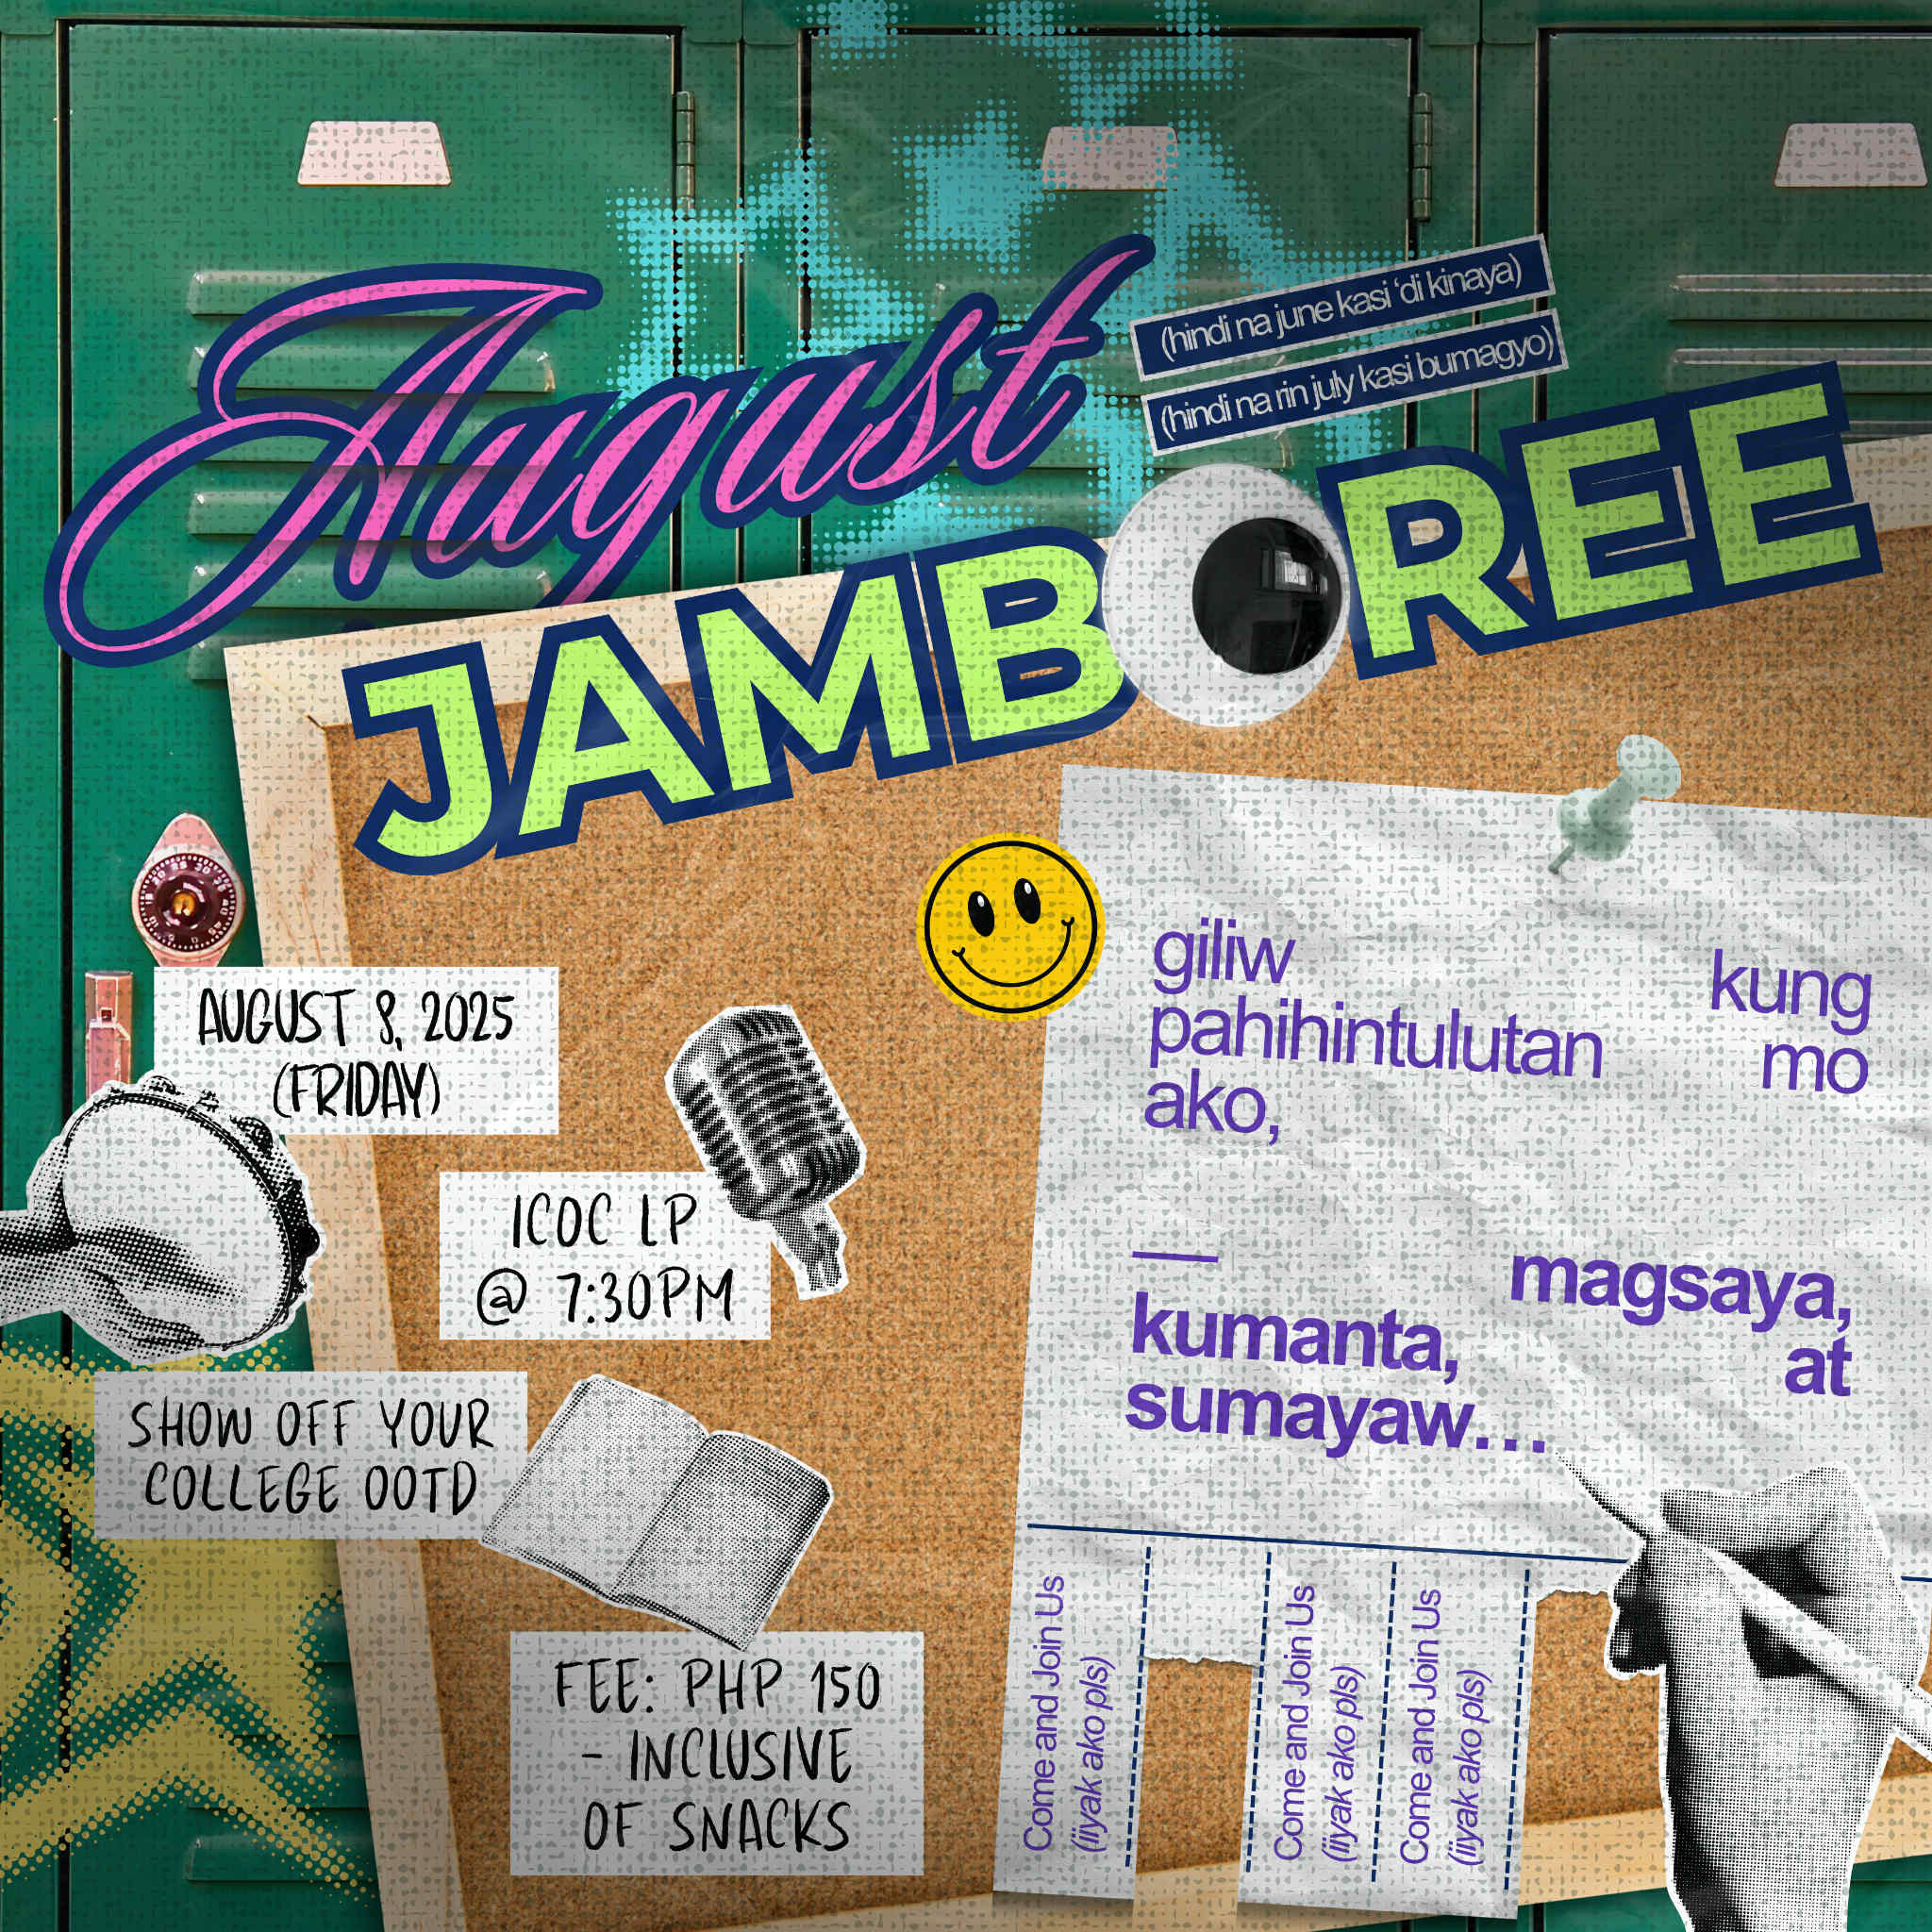 August
(hindi na june kasi ‘di kinaya)
(hindi na rin july kasi bumagyo)
JAMBOREE
giliw kung
pahihintulutan mo
ako,
— magsaya,
kumanta, at
sumayaw...
AUGUST 8, 2025
(FRIDAY)
ICOC LP
@ 7:30PM
SHOW OFF YOUR
COLLEGE OOTD
FEE: PHP 150
- INCLUSIVE
OF SNACKS
Come and Join Us
(iiyak ako pls)
Come and Join Us
(iiyak ako pls)
Come and Join Us
(iiyak ako pls)